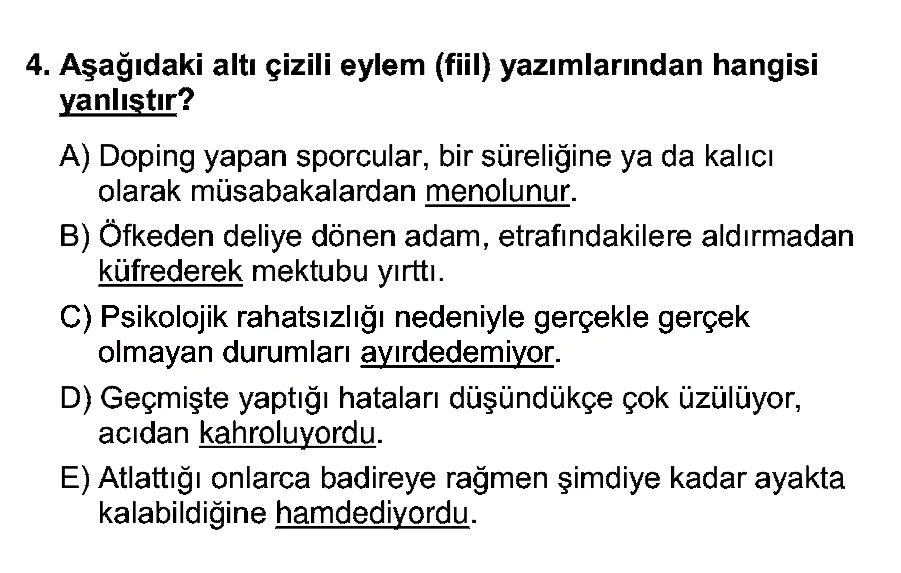 4. Aşağıdaki altı çizili eylem (fiil) yazımlarından hangisi
yanlıştır?
A) Doping yapan sporcular, bir süreliğine ya da kalıcı
olarak müsabakalardan menolunur.
B) Öfkeden deliye dönen adam, etrafındakilere aldırmadan
küfrederek mektubu yırttı.
C) Psikolojik rahatsızlığı nedeniyle gerçekle gerçek
olmayan durumları ayırdedemiyor.
D) Geçmişte yaptığı hataları düşündükçe çok üzülüyor,
acıdan kahroluyordu.
E) Atlattığı onlarca badireye rağmen şimdiye kadar ayakta
kalabildiğine hamdediyordu.